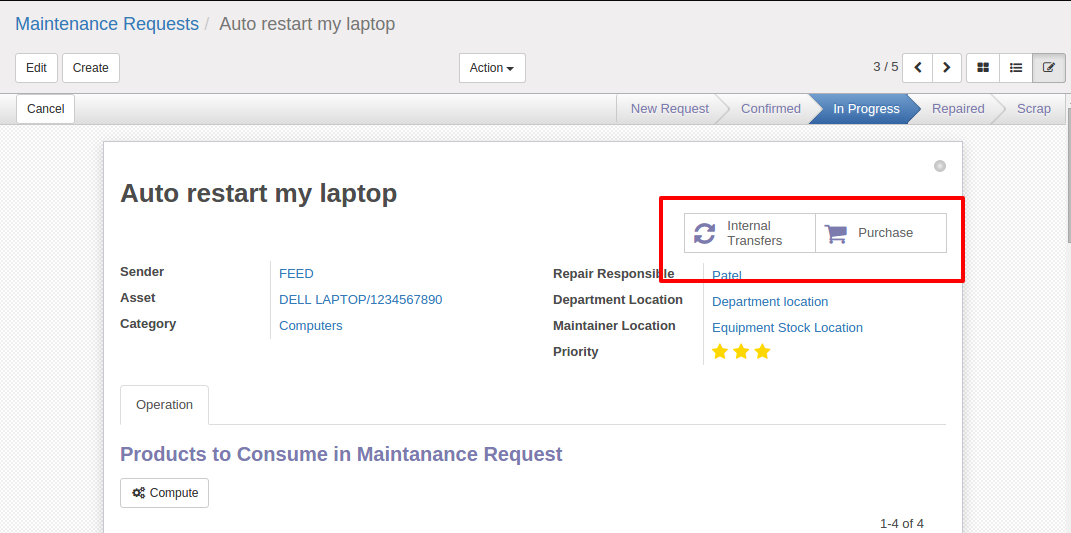 Maintenance Requests / Auto restart my laptop
Edit Create Action 3 / 5
Cancel New Request Confirmed In Progress Repaired Scrap
Auto restart my laptop
Internal
Transfers
Purchase
Sender FEED
Asset DELL LAPTOP/1234567890
Category Computers
Repair Responsible Patel
Department Location Department location
Maintainer Location Equipment Stock Location
Priority
Operation
Products to Consume in Maintanance Request
Compute
1-4 of 4